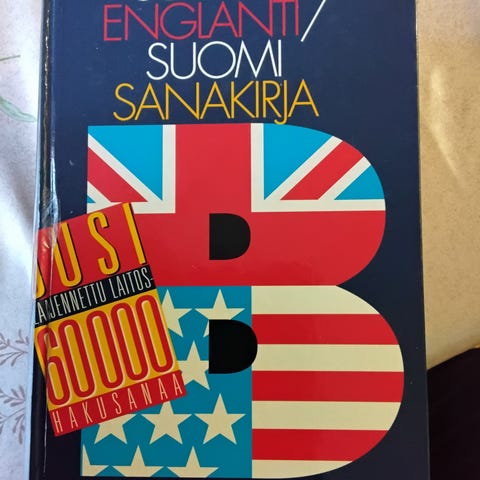 ENGLANTI/
SUOMI
SANAKIRJA
B
UUSI
LAAJENNETTU LAITOS
60000
HAKUSANAA